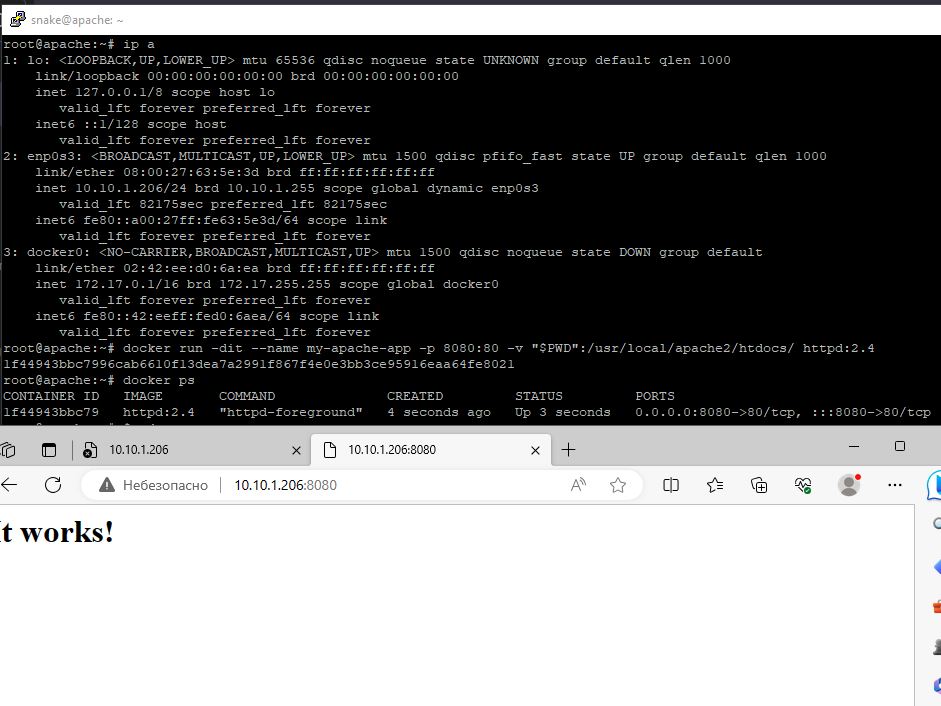 snake@apache: ~
root@apache:~# ip a
1: lo: <LOOPBACK,UP,LOWER_UP> mtu 65536 qdisc noqueue state UNKNOWN group default qlen 1000
    link/loopback 00:00:00:00:00:00 brd 00:00:00:00:00:00
    inet 127.0.0.1/8 scope host lo
       valid_lft forever preferred_lft forever
    inet6 ::1/128 scope host
       valid_lft forever preferred_lft forever
2: enp0s3: <BROADCAST,MULTICAST,UP,LOWER_UP> mtu 1500 qdisc pfifo_fast state UP group default qlen 1000
    link/ether 08:00:27:63:5e:3d brd ff:ff:ff:ff:ff:ff
    inet 10.10.1.206/24 brd 10.10.1.255 scope global dynamic enp0s3
       valid_lft 82175sec preferred_lft 82175sec
    inet6 fe80::a00:27ff:fe63:5e3d/64 scope link
       valid_lft forever preferred_lft forever
3: docker0: <NO-CARRIER,BROADCAST,MULTICAST,UP> mtu 1500 qdisc noqueue state DOWN group default
    link/ether 02:42:ee:d0:6a:ea brd ff:ff:ff:ff:ff:ff
    inet 172.17.0.1/16 brd 172.17.255.255 scope global docker0
       valid_lft forever preferred_lft forever
    inet6 fe80::42:eeff:fed0:6aea/64 scope link
       valid_lft forever preferred_lft forever
root@apache:~# docker run -dit --name my-apache-app -p 8080:80 -v "$PWD":/usr/local/apache2/htdocs/ httpd:2.4
1f44943bbc7996cab6610f13dea7a2991f867f4e0e3bb3ce95916eaa64fe8021
root@apache:~# docker ps
CONTAINER ID   IMAGE       COMMAND              CREATED         STATUS         PORTS
1f44943bbc79   httpd:2.4   "httpd-foreground"   4 seconds ago   Up 3 seconds   0.0.0.0:8080->80/tcp, :::8080->80/tcp
10.10.1.206
10.10.1.206:8080
Небезопасно
10.10.1.206:8080
It works!